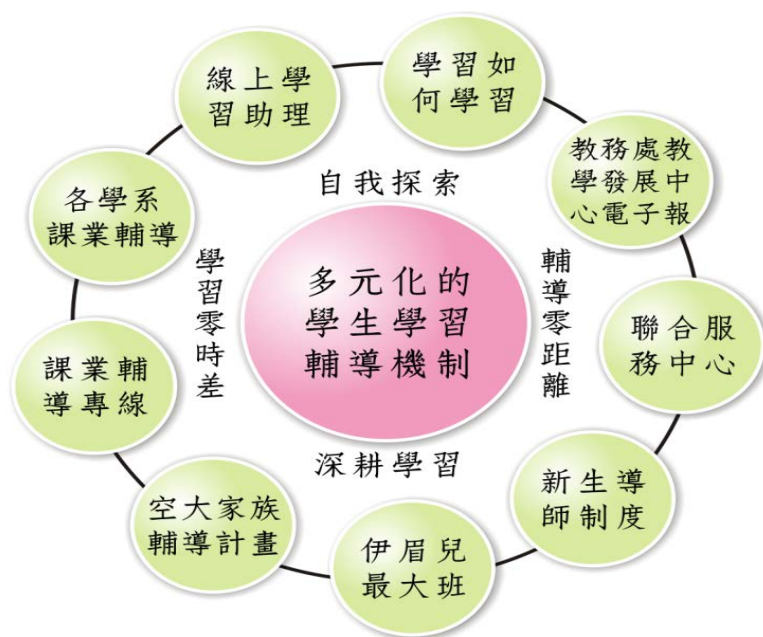 學習如
何學習
教務處教
學發展中
心電子報
聯合服
務中心
新生導
師制度
伊眉兒
最大班
空大家族
輔導計畫
課業輔
導專線
各學系
課業輔導
線上學
習助理
自我探索
輔導零距離
深耕學習
學習零時差
多元化的
學生學習
輔導機制